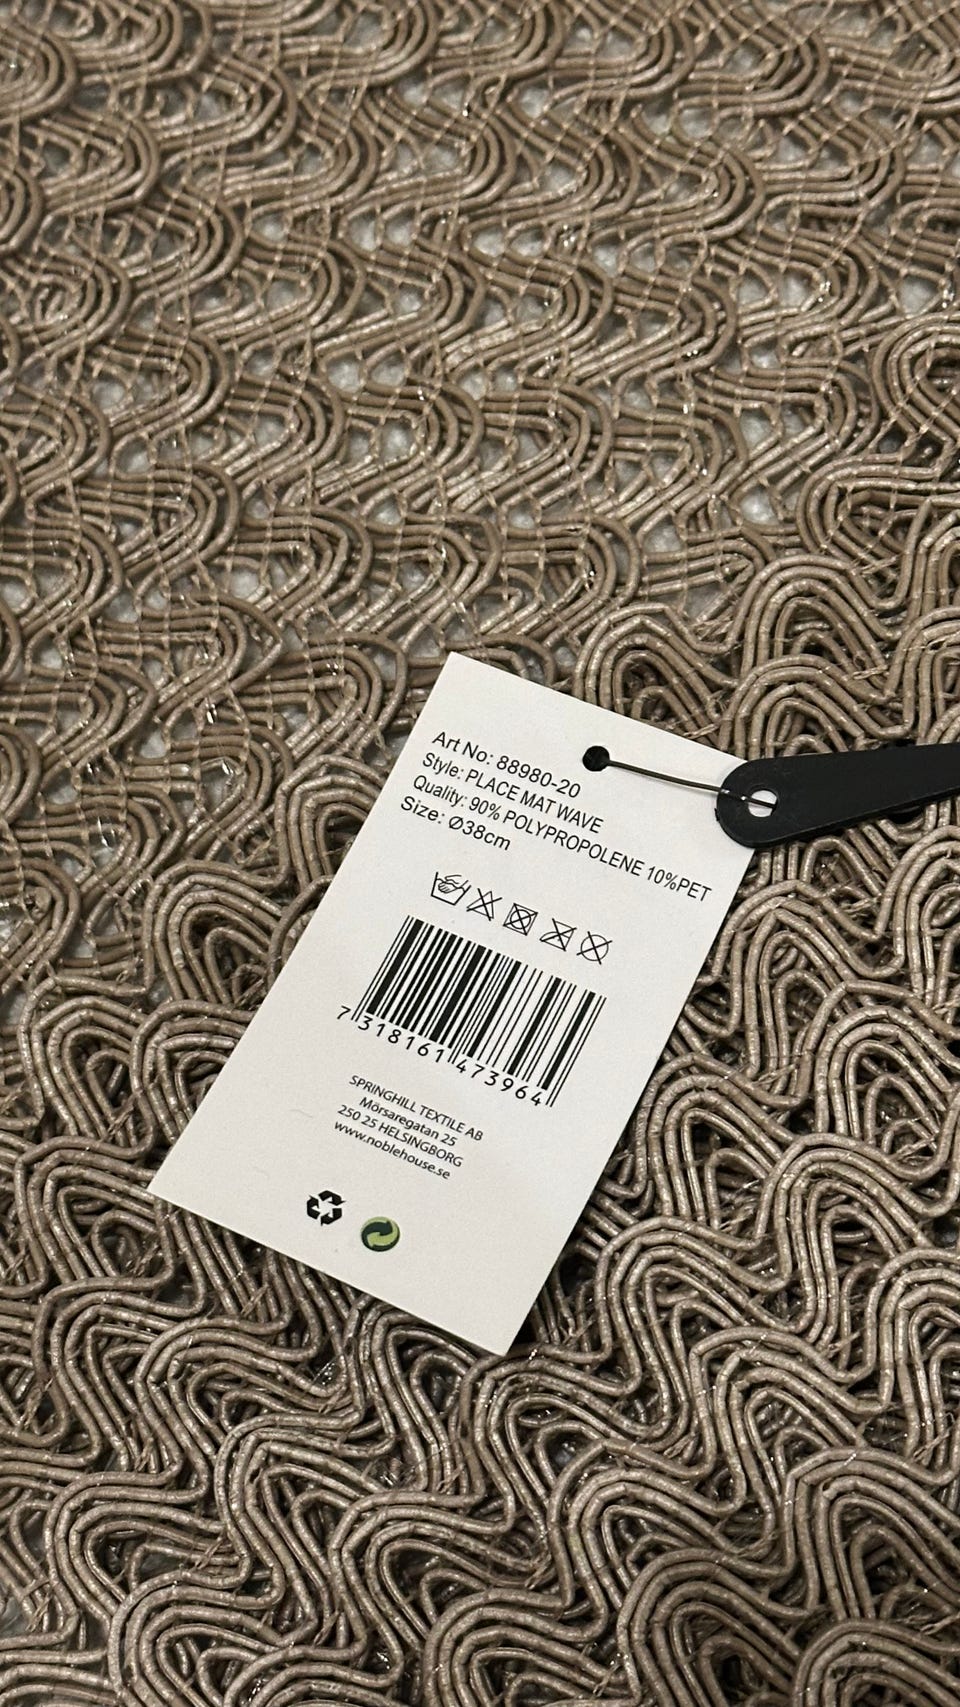 Art No: 88980-20
Style: PLACE MAT WAVE
Quality: 90% POLYPROPOLENE 10%PET
Size: Ø38cm
7 318161 473964
SPRINGHILL TEXTILE AB
Mörsaregatan 25
250 25 HELSINGBORG
www.noblehouse.se